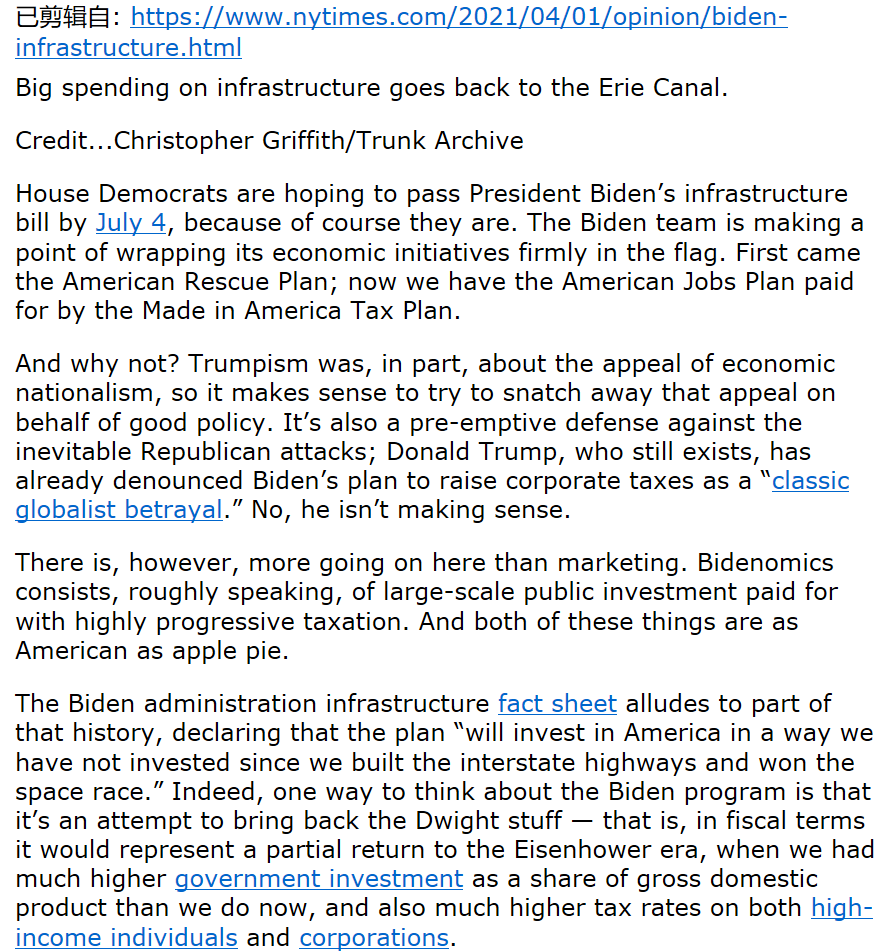 已剪辑自: https://www.nytimes.com/2021/04/01/opinion/biden-
infrastructure.html
Big spending on infrastructure goes back to the Erie Canal.
Credit...Christopher Griffith/Trunk Archive
House Democrats are hoping to pass President Biden’s infrastructure
bill by July 4, because of course they are. The Biden team is making a
point of wrapping its economic initiatives firmly in the flag. First came
the American Rescue Plan; now we have the American Jobs Plan paid
for by the Made in America Tax Plan.
And why not? Trumpism was, in part, about the appeal of economic
nationalism, so it makes sense to try to snatch away that appeal on
behalf of good policy. It’s also a pre-emptive defense against the
inevitable Republican attacks; Donald Trump, who still exists, has
already denounced Biden’s plan to raise corporate taxes as a “classic
globalist betrayal.” No, he isn’t making sense.
There is, however, more going on here than marketing. Bidenomics
consists, roughly speaking, of large-scale public investment paid for
with highly progressive taxation. And both of these things are as
American as apple pie.
The Biden administration infrastructure fact sheet alludes to part of
that history, declaring that the plan “will invest in America in a way we
have not invested since we built the interstate highways and won the
space race.” Indeed, one way to think about the Biden program is that
it’s an attempt to bring back the Dwight stuff — that is, in fiscal terms
it would represent a partial return to the Eisenhower era, when we had
much higher government investment as a share of gross domestic
product than we do now, and also much higher tax rates on both high-
income individuals and corporations.